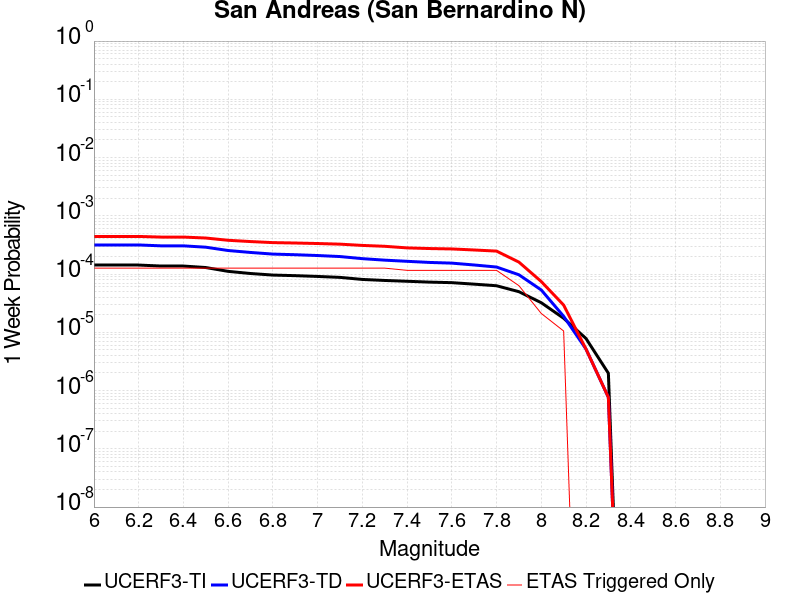 San Andreas (San Bernardino N)
10^0
10^-1
10^-2
10^-3
10^-4
10^-5
10^-6
10^-7
10^-8
1 Week Probability
6 6.2 6.4 6.6 6.8 7 7.2 7.4 7.6 7.8 8 8.2 8.4 8.6 8.8 9
Magnitude
UCERF3-TI UCERF3-TD UCERF3-ETAS ETAS Triggered Only